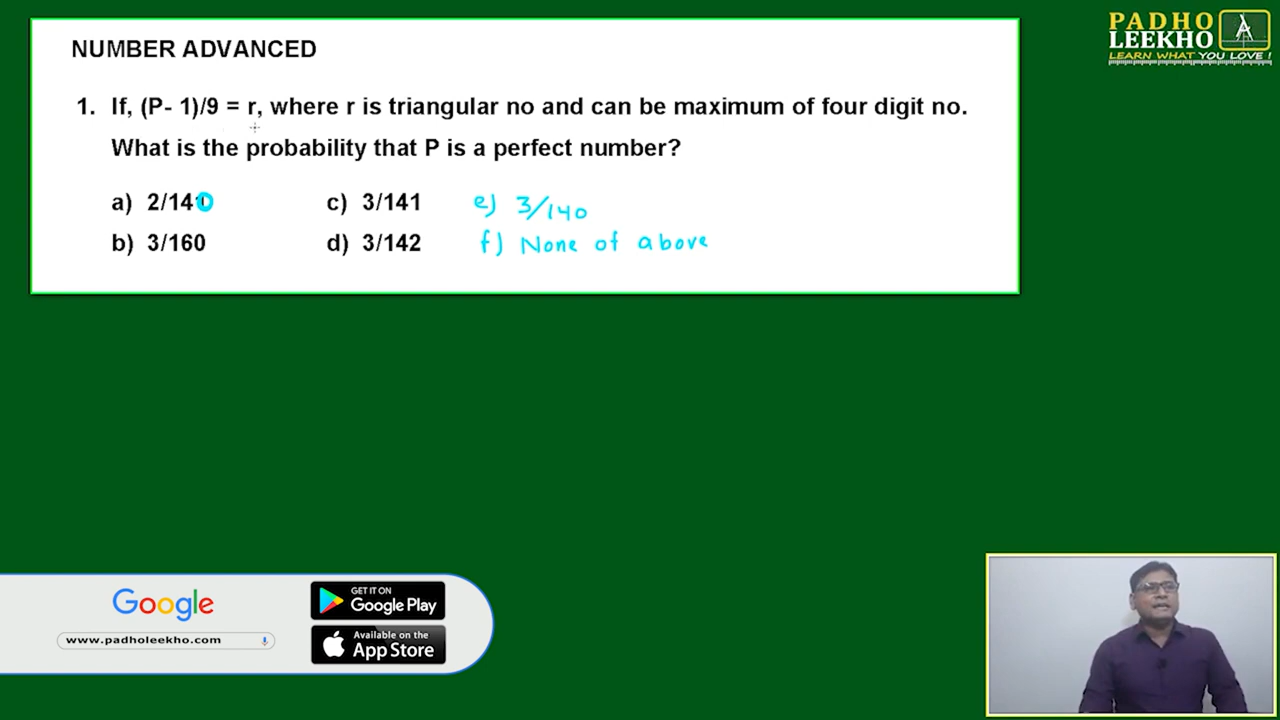 PADHO
LEEKHO
LEARN WHAT YOU LOVE !
NUMBER ADVANCED
1. If, (P- 1)/9 = r, where r is triangular no and can be maximum of four digit no.
What is the probability that P is a perfect number?
a) 2/140 c) 3/141 e) 3/140
b) 3/160 d) 3/142 f) None of above
Google
www.padholeekho.com
GET IT ON
Google Play
Available on the
App Store